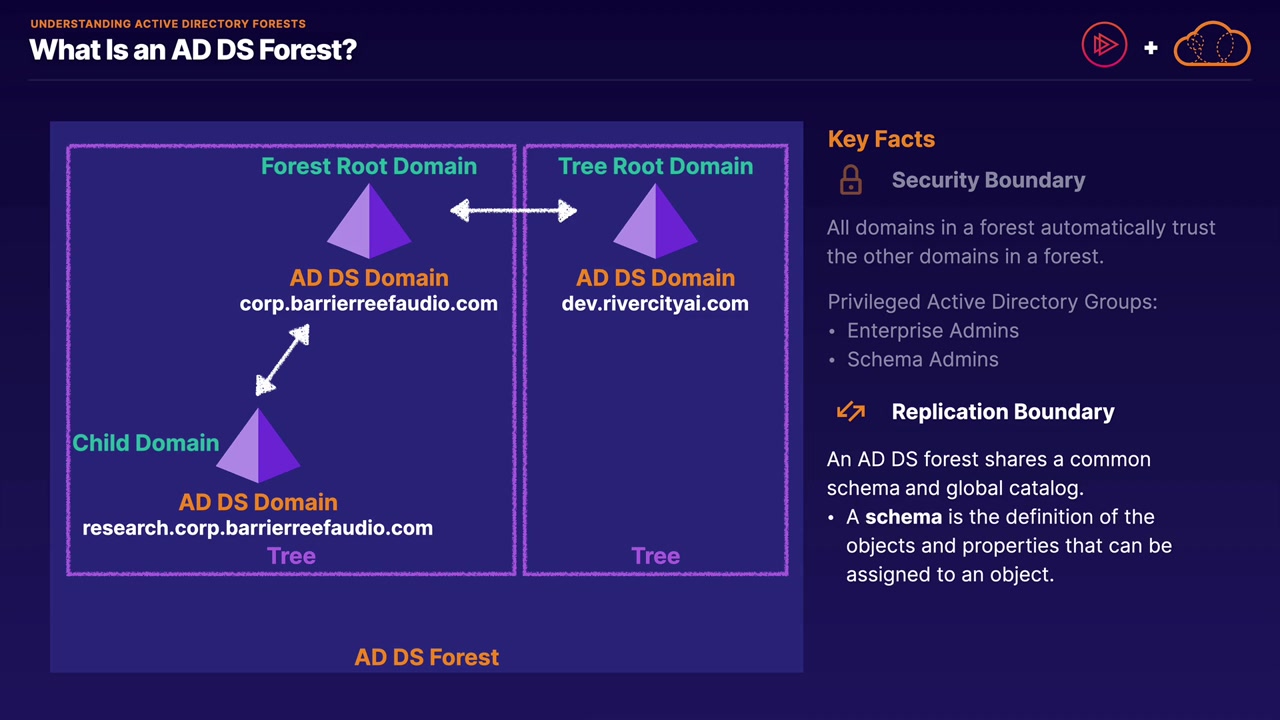 UNDERSTANDING ACTIVE DIRECTORY FORESTS
What Is an AD DS Forest?
+
Forest Root Domain
AD DS Domain
corp.barrierreefaudio.com
Tree Root Domain
AD DS Domain
dev.rivercityai.com
Child Domain
AD DS Domain
research.corp.barrierreefaudio.com
Tree
Tree
AD DS Forest
Key Facts
Security Boundary
All domains in a forest automatically trust
the other domains in a forest.
Privileged Active Directory Groups:
• Enterprise Admins
• Schema Admins
Replication Boundary
An AD DS forest shares a common
schema and global catalog.
• A schema is the definition of the
objects and properties that can be
assigned to an object.